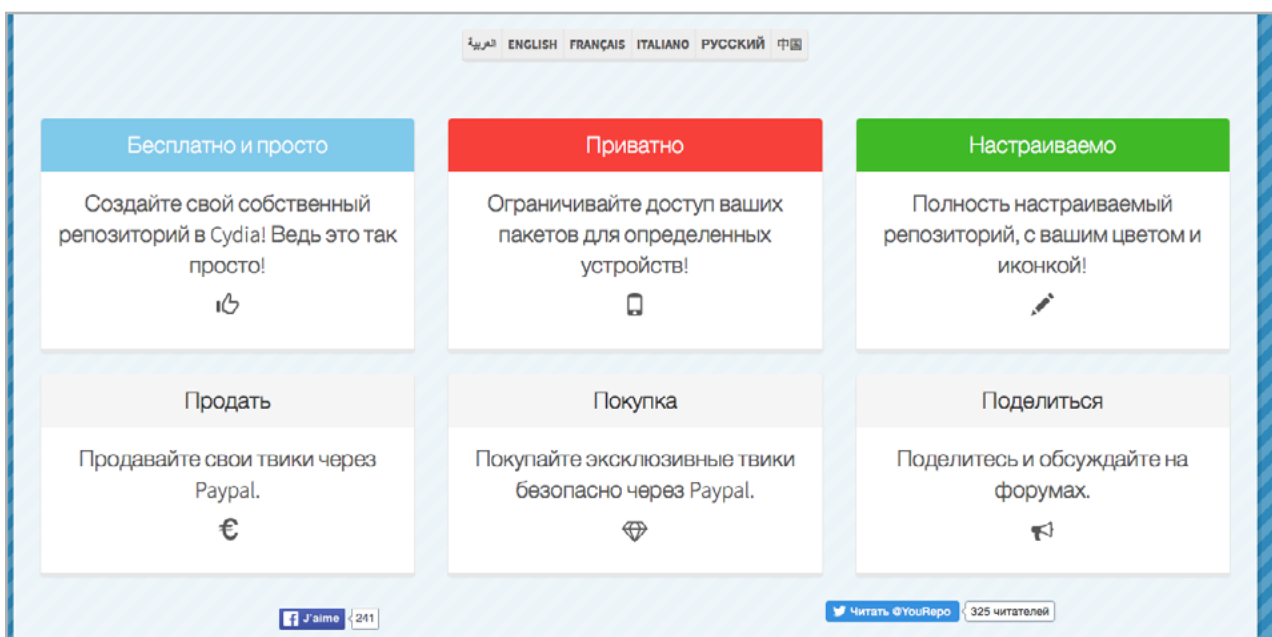 العربية ENGLISH FRANÇAIS ITALIANO РУССКИЙ 中国
Бесплатно и просто
Создайте свой собственный
репозиторий в Cydia! Ведь это так
просто!
Приватно
Ограничивайте доступ ваших
пакетов для определенных
устройств!
Настраиваемо
Полность настраиваемый
репозиторий, с вашим цветом и
иконкой!
Продать
Продавайте свои твики через
Paypal.
€
Покупка
Покупайте эксклюзивные твики
безопасно через Paypal.
Поделиться
Поделитесь и обсуждайте на
форумах.
J'aime 241
Читать @YouRepo 325 читателей